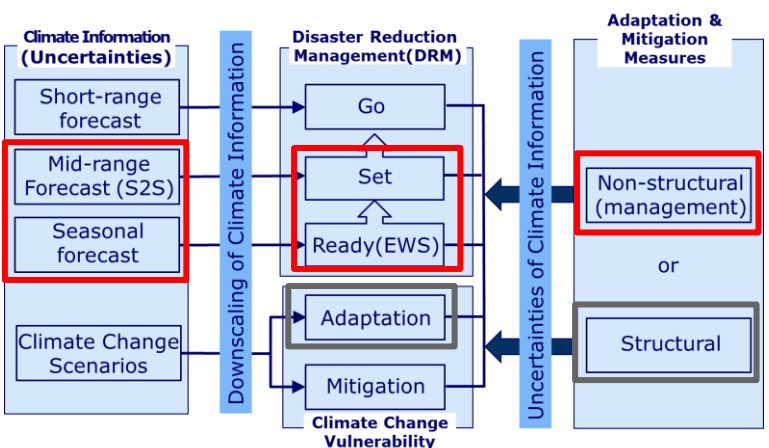 Climate Information
(Uncertainties)
Short-range
forecast
Mid-range
Forecast (S2S)
Seasonal
forecast
Climate Change
Scenarios
Downscaling of Climate Information
Disaster Reduction
Management(DRM)
Go
Set
Ready(EWS)
Adaptation
Mitigation
Climate Change
Vulnerability
Uncertainties of Climate Information
Adaptation &
Mitigation
Measures
Non-structural
(management)
or
Structural